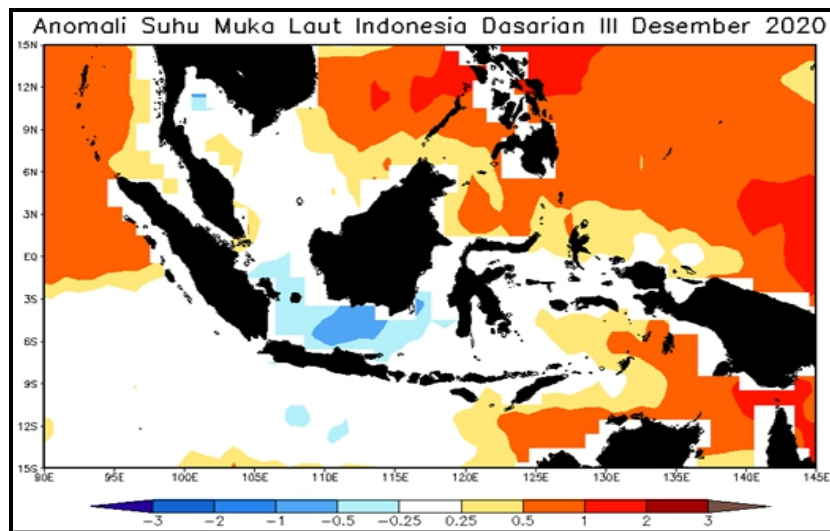 Anomali Suhu Muka Laut Indonesia Dasarian III Desember 2020
15N
12N
9N
6N
3N
EQ
3S
6S
9S
12S
15S
90E 95E 100E 105E 110E 115E 120E 125E 130E 135E 140E 145E
-3 -2 -1 -0.5 -0.25 0.25 0.5 1 2 3